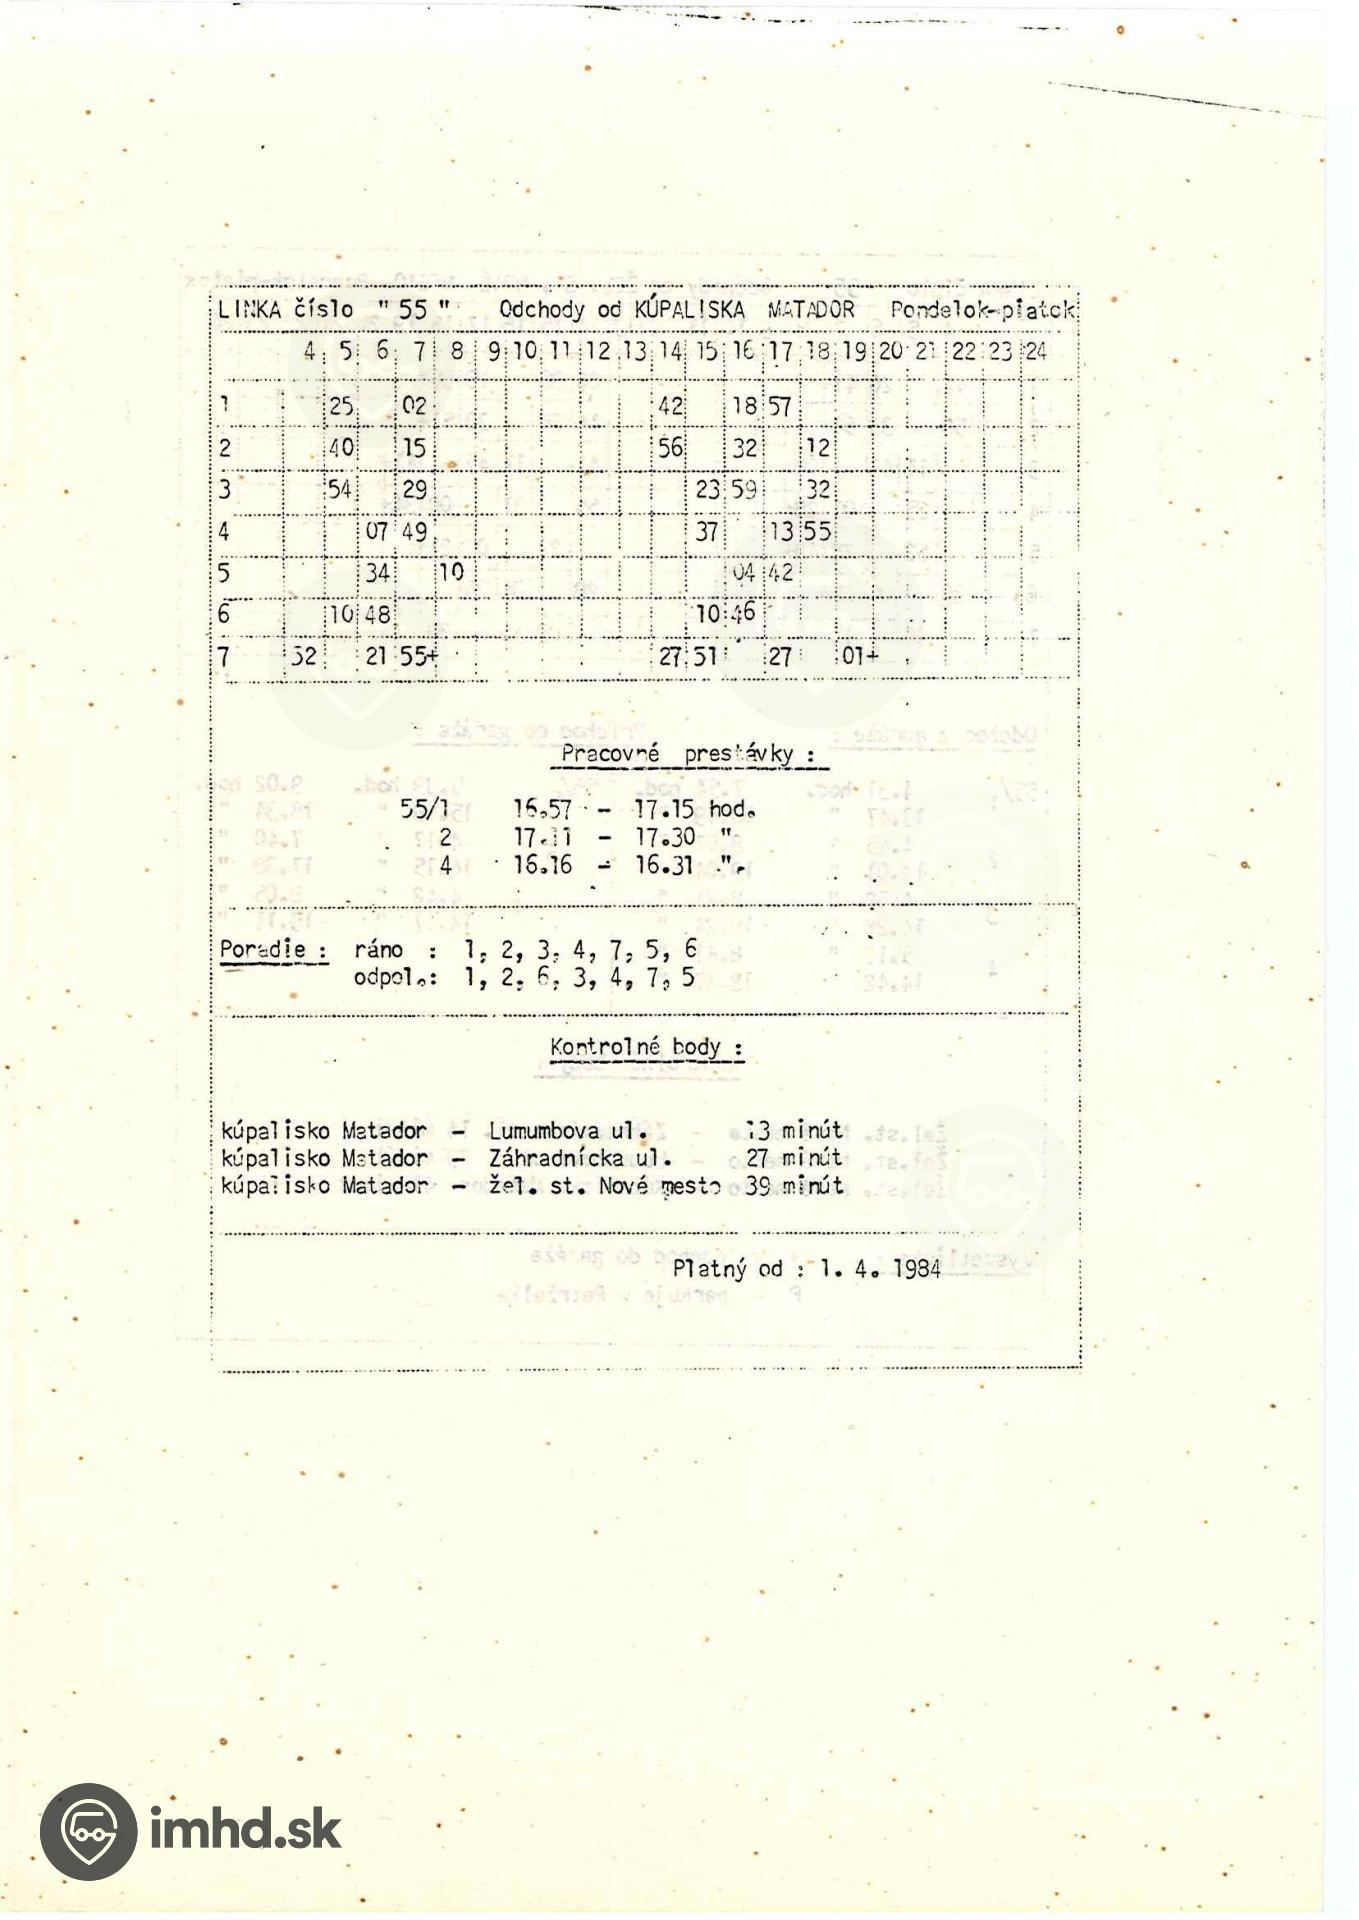 LINKA číslo " 55 " Odchody od KÚPALISKA MATADOR Pondelok-piatok
4 5 6 7 8 9 10 11 12 13 14 15 16 17 18 19 20 21 22 23 24
1 25 02 42 18 57
2 40 15 56 32 12
3 54 29 23 59 32
4 07 49 37 13 55
5 34 10 04 42
6 10 48 10 46
7 52 21 55+ 27 51 27 01+
Pracovné prestávky :
55/1 16.57 - 17.15 hod.
2 17.11 - 17.30 "
4 16.16 - 16.31 "
Poradie : ráno : 1, 2, 3, 4, 7, 5, 6
odpol.: 1, 2, 6, 3, 4, 7, 5
Kontrolné body :
kúpalisko Matador - Lumumbova ul. 13 minút
kúpalisko Matador - Záhradnícka ul. 27 minút
kúpalisko Matador - žel. st. Nové mesto 39 minút
Platný od : 1. 4. 1984
imhd.sk